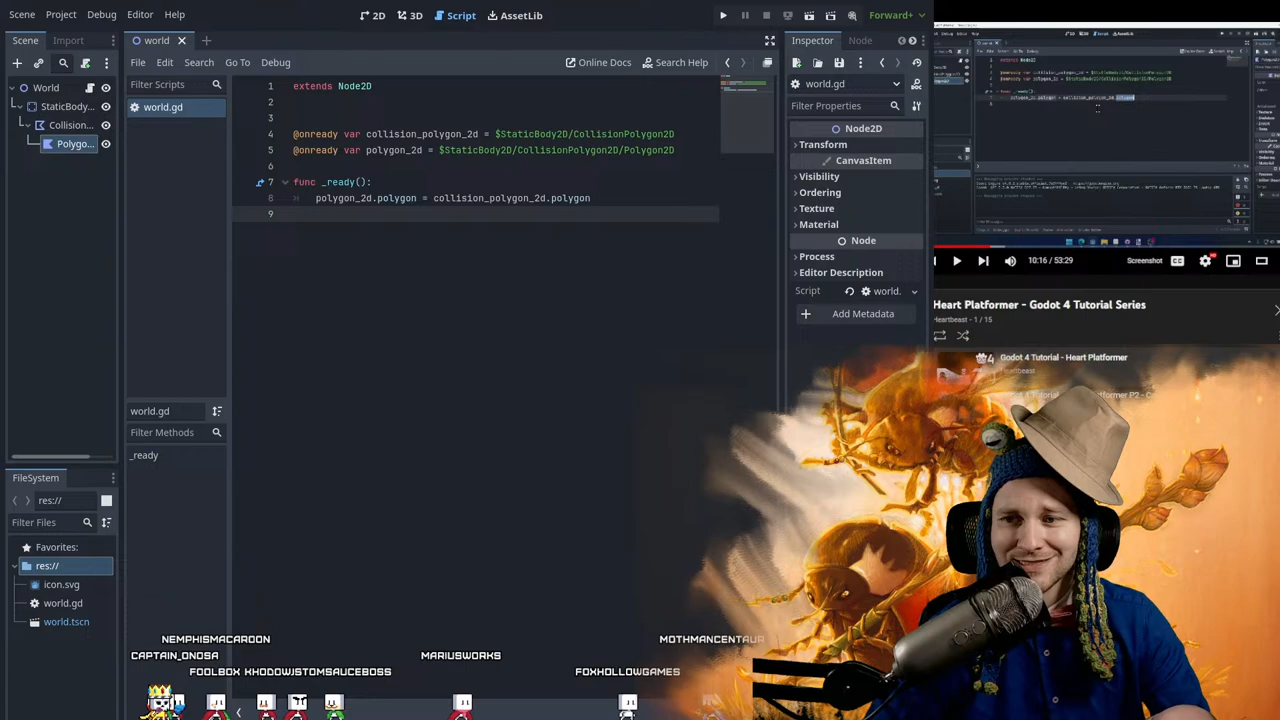 Scene Project Debug Editor Help
2D 3D Script AssetLib
Forward+
Scene Import
world
Inspector Node
File Edit Search Go To Debug
Online Docs Search Help
World
StaticBody...
Collision...
Polygo...
Filter Scripts
world.gd
world.gd
Filter Methods
_ready
1 extends Node2D
2
3
4 @onready var collision_polygon_2d = $StaticBody2D/CollisionPolygon2D
5 @onready var polygon_2d = $StaticBody2D/CollisionPolygon2D/Polygon2D
6
7 func _ready():
8 polygon_2d.polygon = collision_polygon_2d.polygon
9
world.gd
Filter Properties
Node2D
Transform
CanvasItem
Visibility
Ordering
Texture
Material
Node
Process
Editor Description
Script world.
Add Metadata
FileSystem
res://
Filter Files
Favorites:
res://
icon.svg
world.gd
world.tscn
10:16 / 53:29
Screenshot
Heart Platformer - Godot 4 Tutorial Series
Heartbeast - 1 / 15
Godot 4 Tutorial - Heart Platformer
Heartbeast
NEMPHISMACAROON
CAPTAIN_ONOSA
MARIUSWORKS
MOTHMANCENTAUR
FOXHOLLOWGAMES